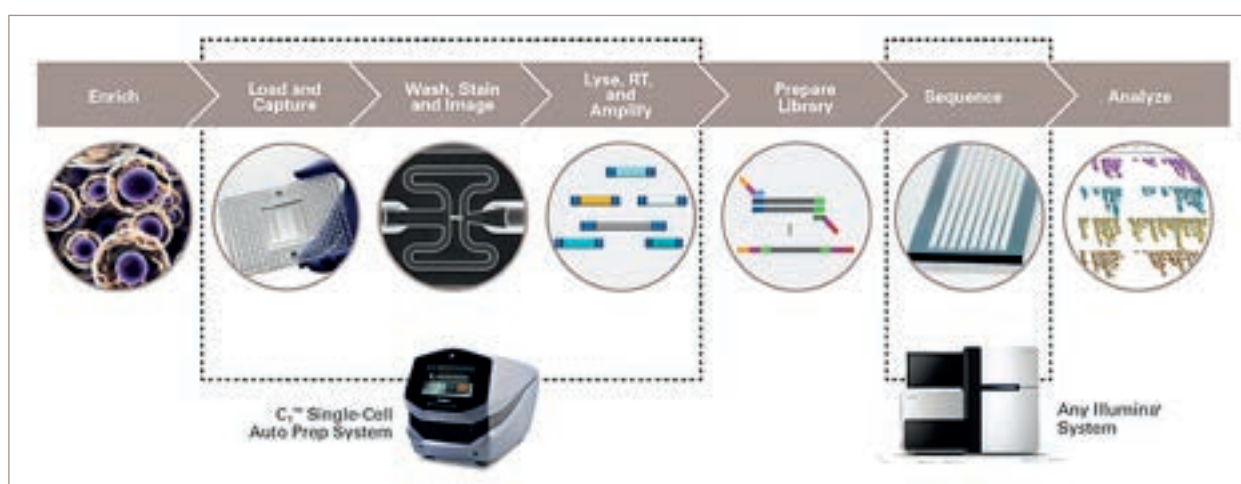 Enrich
Load and
Capture
Wash, Stain
and Image
Lyse, RT,
and
Amplify
Prepare
Library
Sequence
Analyze
C₁™ Single-Cell
Auto Prep System
Any Illumina®
System